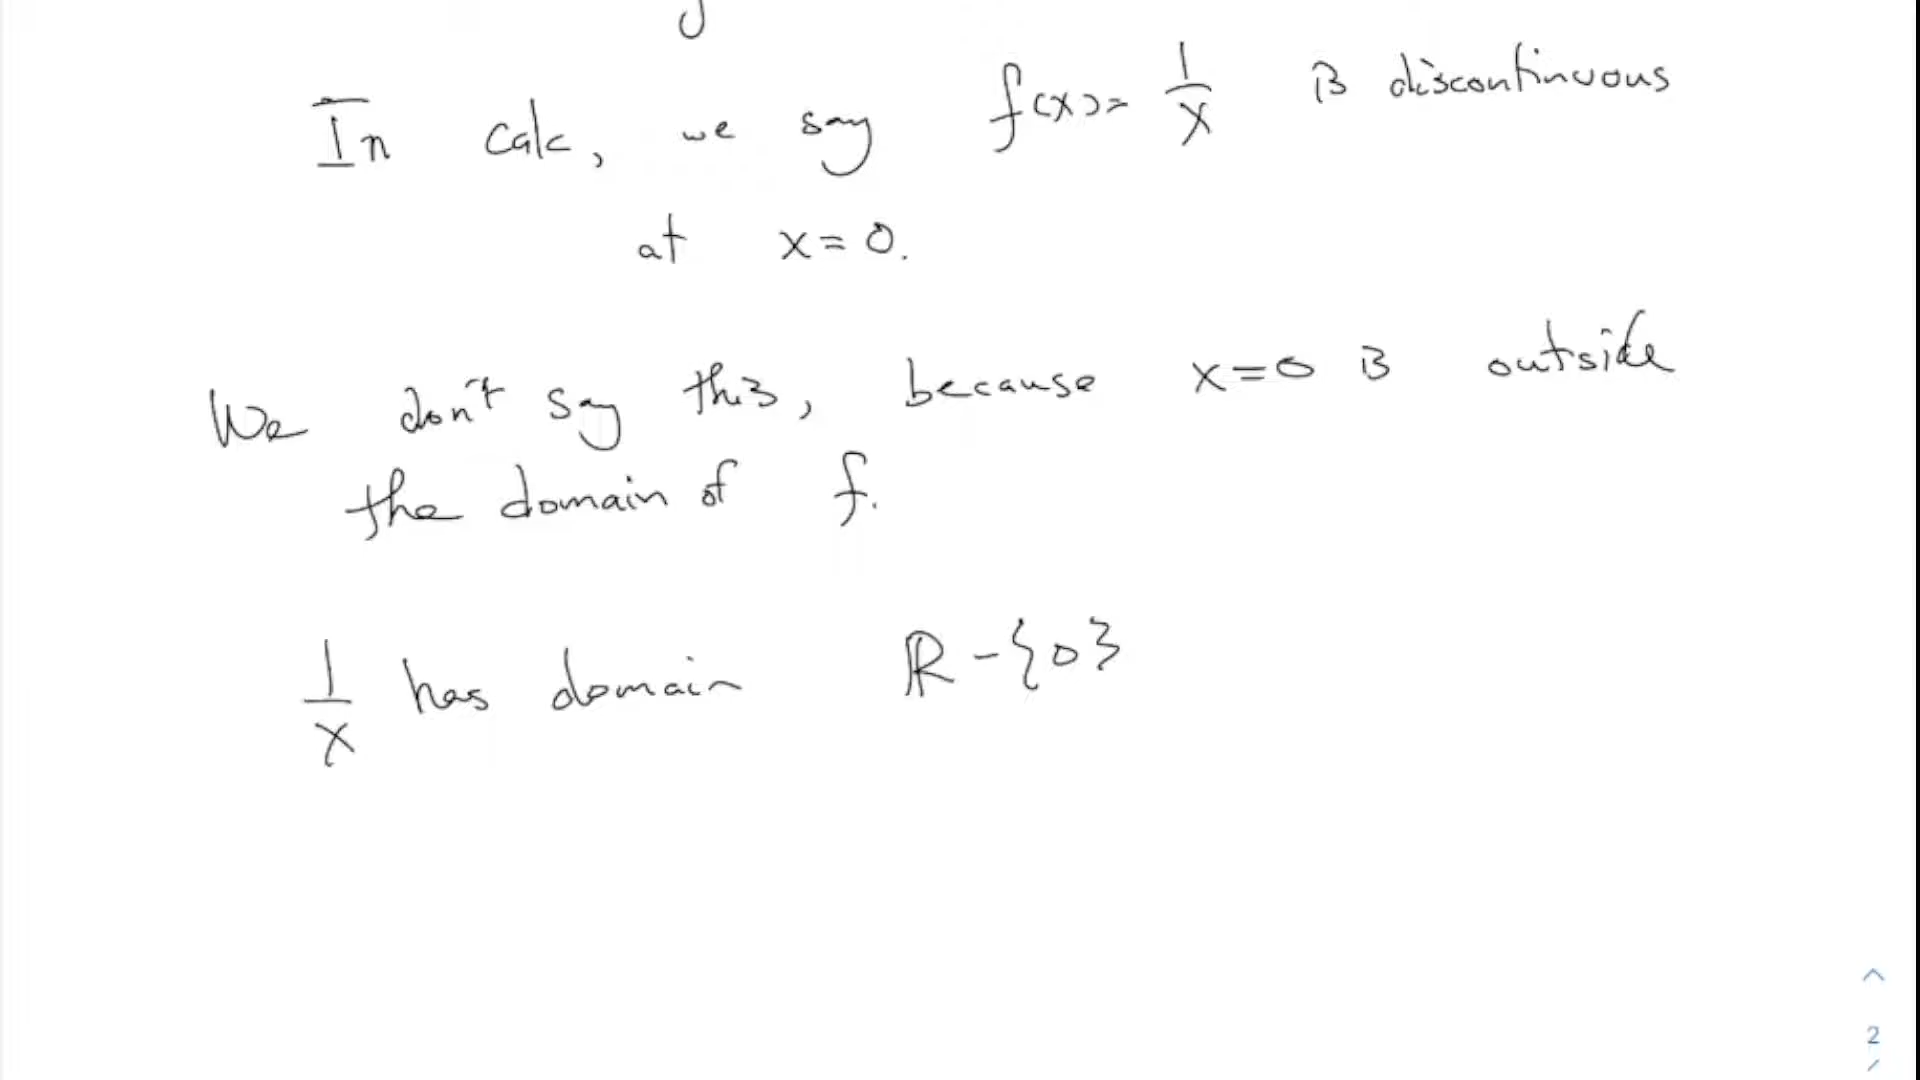 In calc, we say f(x) = 1/x is discontinuous
at x=0.
We don't say this, because x=0 is outside
the domain of f.
1/x has domain ℝ-{0}
2